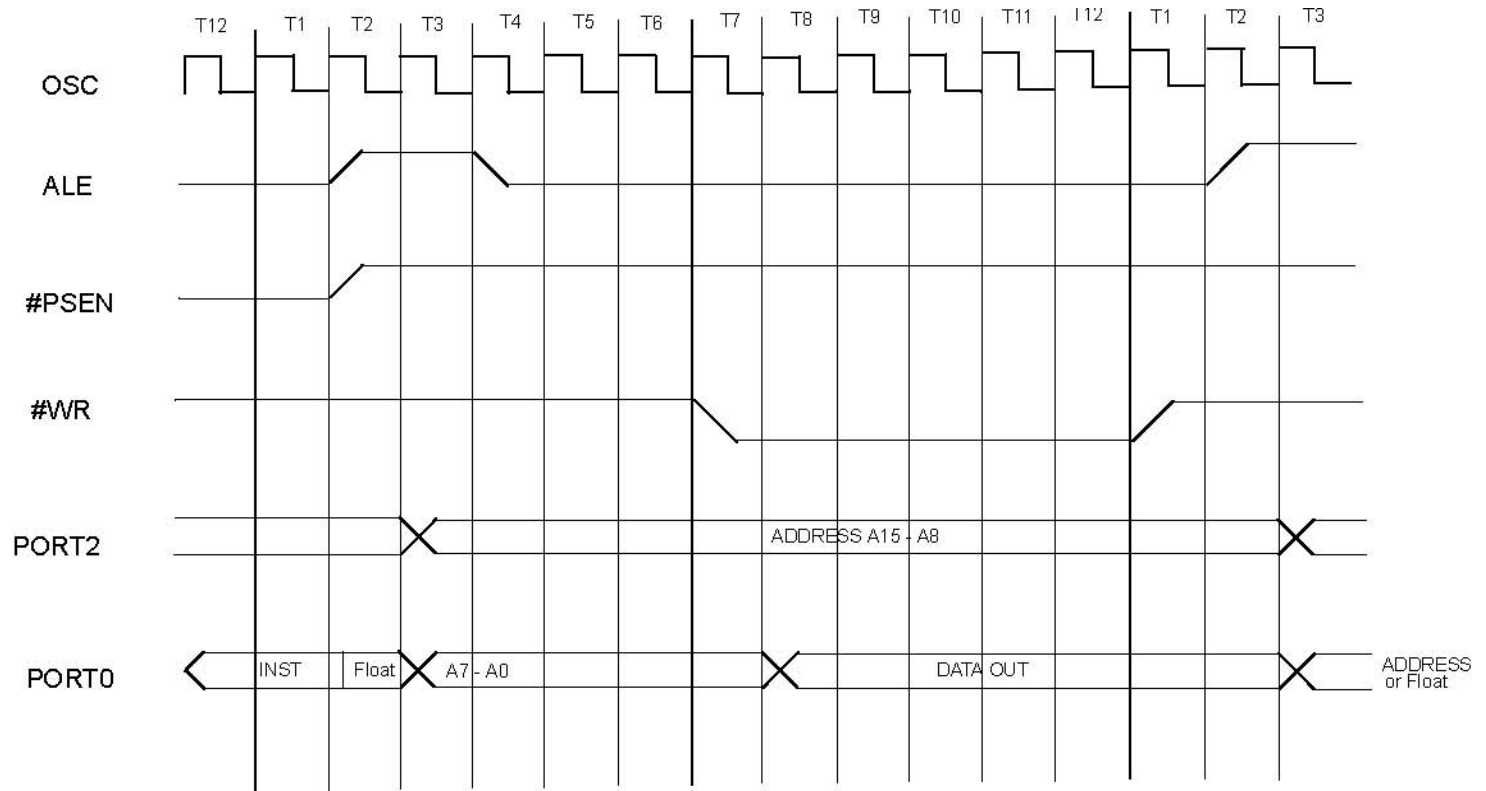 T12 T1 T2 T3 T4 T5 T6 T7 T8 T9 T10 T11 T12 T1 T2 T3
OSC
ALE
#PSEN
#WR
PORT2 ADDRESS A15 - A8
PORT0 INST Float A7 - A0 DATA OUT ADDRESS
or Float